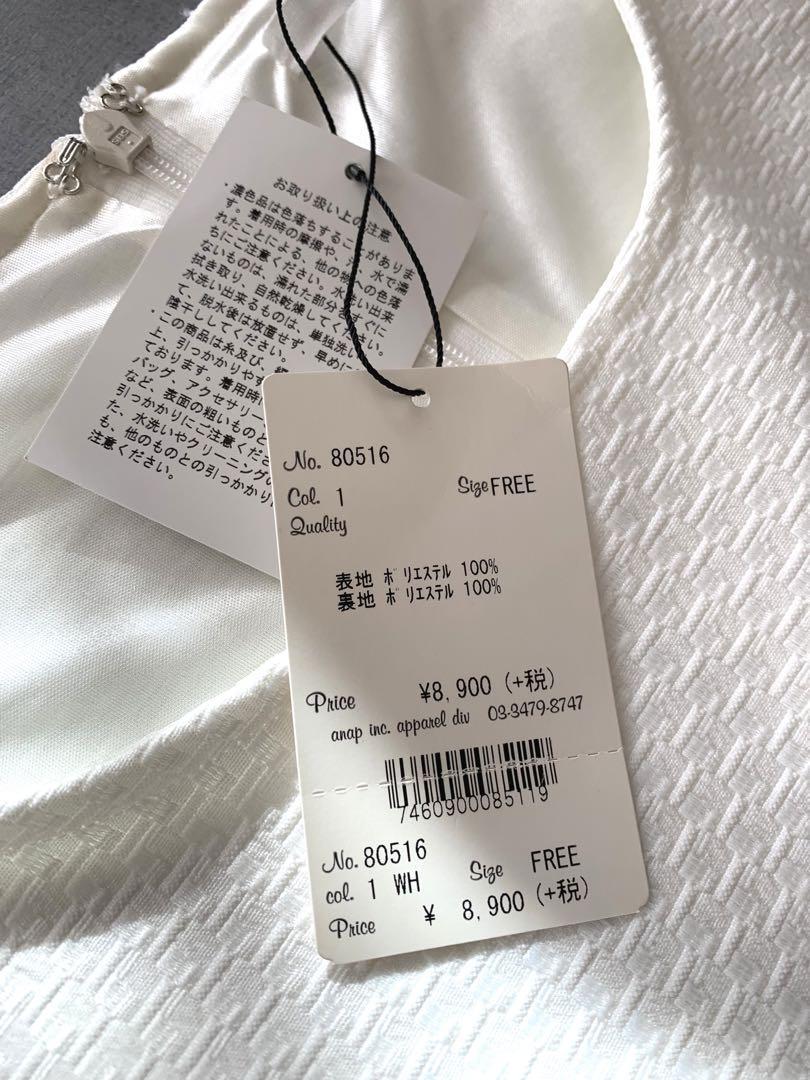 お取り扱い上の注意
・濃色品は色落ちすることがありま
す。着用時の摩擦や、
水で濡
れたことによる、他の物への色落
ちにご注意ください。水洗い出来
ないものは、濡れた部分をすぐに
拭き取り、自然乾燥してください。
水洗い出来るものは、単独洗い
て、脱水後は放置せず、早めに
陰干ししてください。
・この商品は糸及び、
上、引っかかりや
ております。着用時に
バッグ、アクセサリー
など、表面の粗いものと
引っかかりにご注意くださ
た、水洗いやクリーニングの
も、他のものとの引っかかり
注意ください。
No. 80516
Col. 1 Size FREE
Quality
表地 ポリエステル 100%
裏地 ポリエステル 100%
Price ¥8,900 (+税)
anap inc. apparel div 03-3479-8747
7460900085119
No. 80516
col. 1 WH Size FREE
Price ¥ 8,900 (+税)